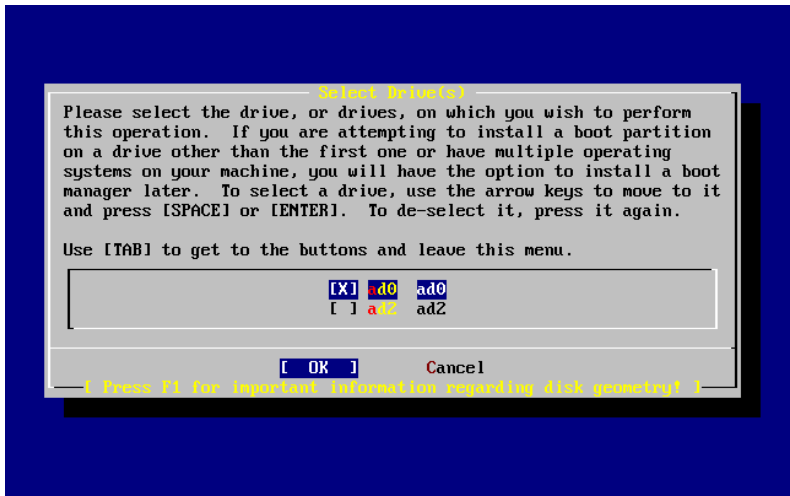 Select Drive(s)
Please select the drive, or drives, on which you wish to perform
this operation.  If you are attempting to install a boot partition
on a drive other than the first one or have multiple operating
systems on your machine, you will have the option to install a boot
manager later.  To select a drive, use the arrow keys to move to it
and press [SPACE] or [ENTER].  To de-select it, press it again.
Use [TAB] to get to the buttons and leave this menu.
[X] ad0  ad0
[ ] ad2  ad2
[  OK  ]  Cancel
[ Press F1 for important information regarding disk geometry! ]